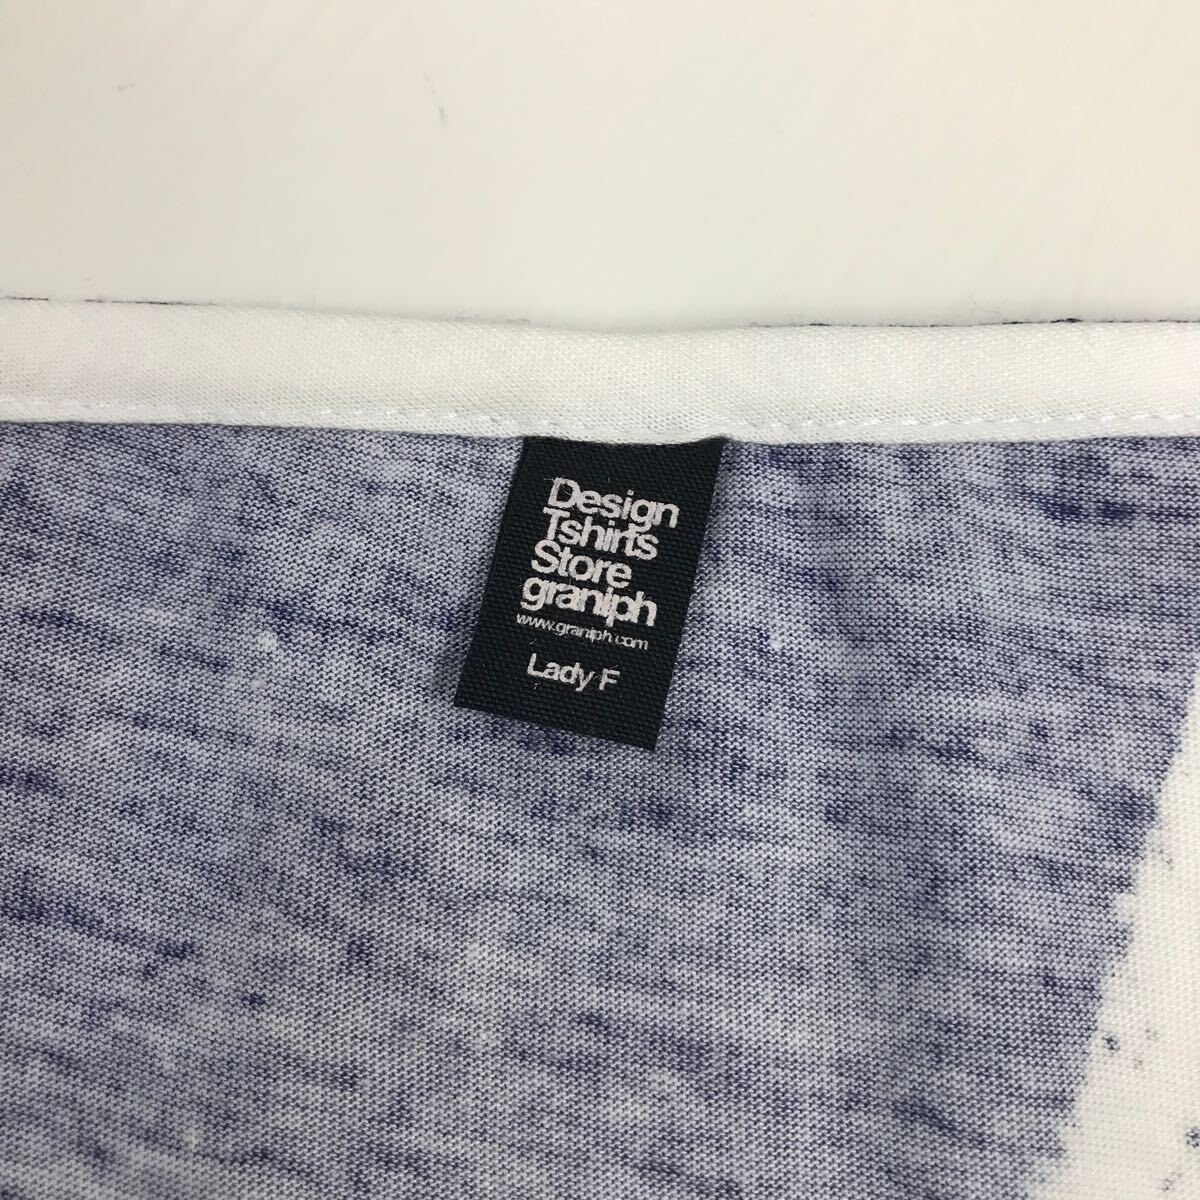 Design
Tshirts
Store
graniph
www.graniph.com
Lady F